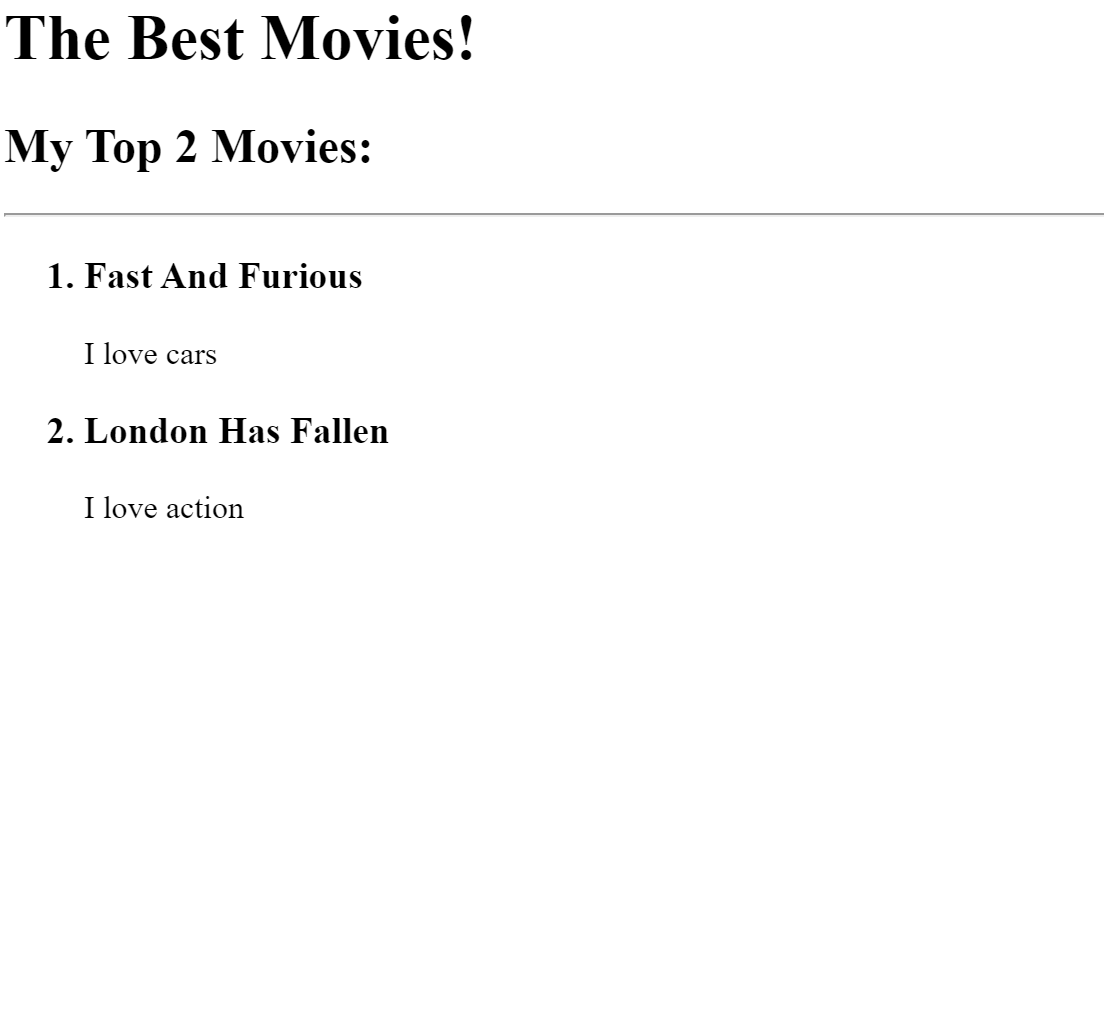 The Best Movies!
My Top 2 Movies:
1. Fast And Furious
I love cars
2. London Has Fallen
I love action